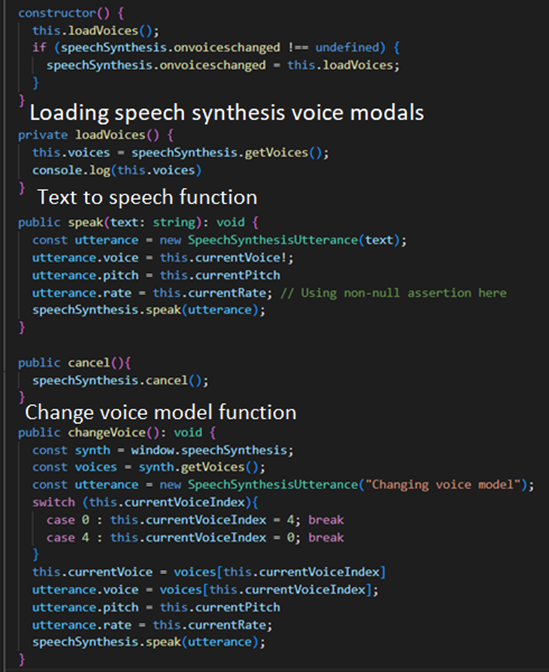 constructor() {
  this.loadVoices();
  if (speechSynthesis.onvoiceschanged !== undefined) {
    speechSynthesis.onvoiceschanged = this.loadVoices;
  }
}
Loading speech synthesis voice modals
private loadVoices() {
  this.voices = speechSynthesis.getVoices();
  console.log(this.voices)
}
Text to speech function
public speak(text: string): void {
  const utterance = new SpeechSynthesisUtterance(text);
  utterance.voice = this.currentVoice!;
  utterance.pitch = this.currentPitch
  utterance.rate = this.currentRate; // Using non-null assertion here
  speechSynthesis.speak(utterance);
}
public cancel(){
  speechSynthesis.cancel();
}
Change voice model function
public changeVoice(): void {
  const synth = window.speechSynthesis;
  const voices = synth.getVoices();
  const utterance = new SpeechSynthesisUtterance("Changing voice model");
  switch (this.currentVoiceIndex){
    case 0 : this.currentVoiceIndex = 4; break
    case 4 : this.currentVoiceIndex = 0; break
  }
  this.currentVoice = voices[this.currentVoiceIndex]
  utterance.voice = voices[this.currentVoiceIndex];
  utterance.pitch = this.currentPitch
  utterance.rate = this.currentRate;
  speechSynthesis.speak(utterance);
}